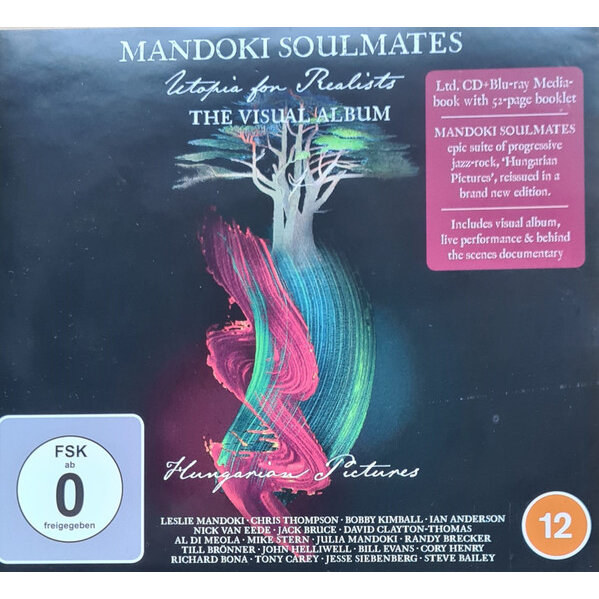 MANDOKI SOULMATES
Utopia for Realists
THE VISUAL ALBUM
Ltd. CD+Blu-ray Media-
book with 52-page booklet
MANDOKI SOULMATES
epic suite of progressive
jazz-rock, 'Hungarian
Pictures', reissued in a
brand new edition.
Includes visual album,
live performance & behind
the scenes documentary
Hungarian Pictures
FSK
ab
0
freigegeben
12
LESLIE MANDOKI · CHRIS THOMPSON · BOBBY KIMBALL · IAN ANDERSON
NICK VAN EEDE · JACK BRUCE · DAVID CLAYTON-THOMAS
AL DI MEOLA · MIKE STERN · JULIA MANDOKI · RANDY BRECKER
TILL BRÖNNER · JOHN HELLIWELL · BILL EVANS · CORY HENRY
RICHARD BONA · TONY CAREY · JESSE SIEBENBERG · STEVE BAILEY